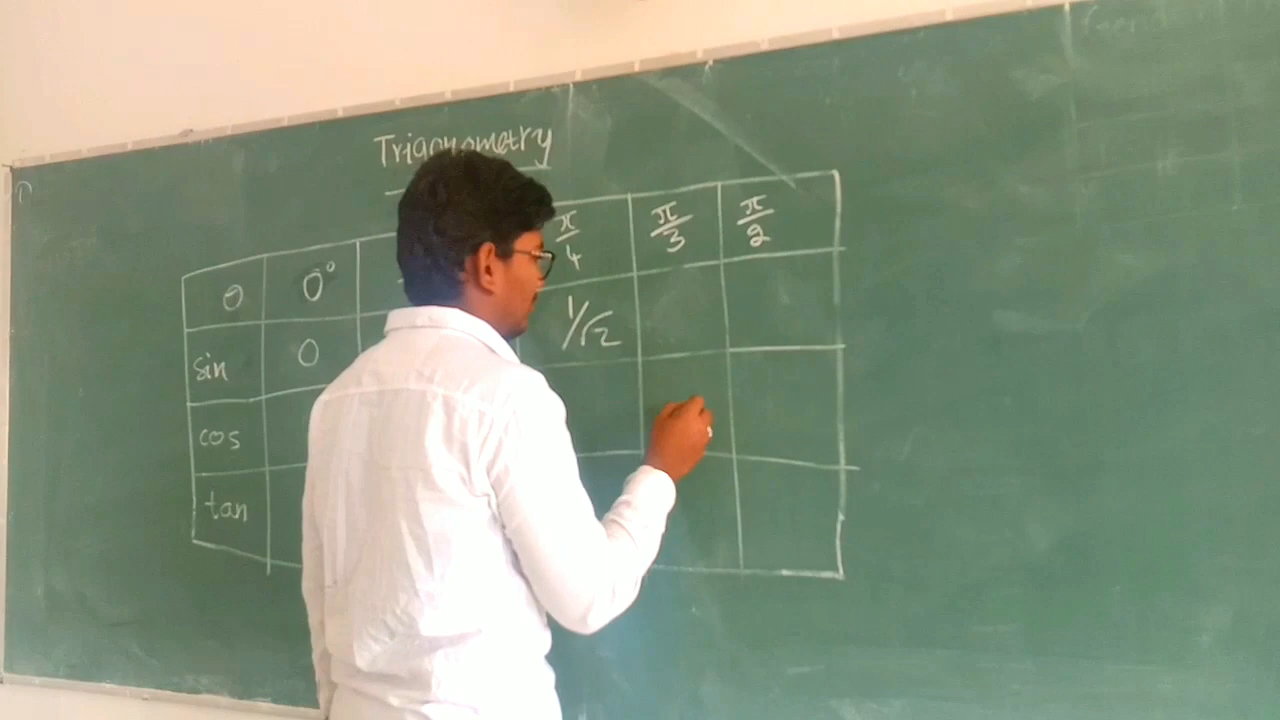 Trigonometry
θ 0° π/4 π/3 π/2
sin 0 1/√2
cos
tan